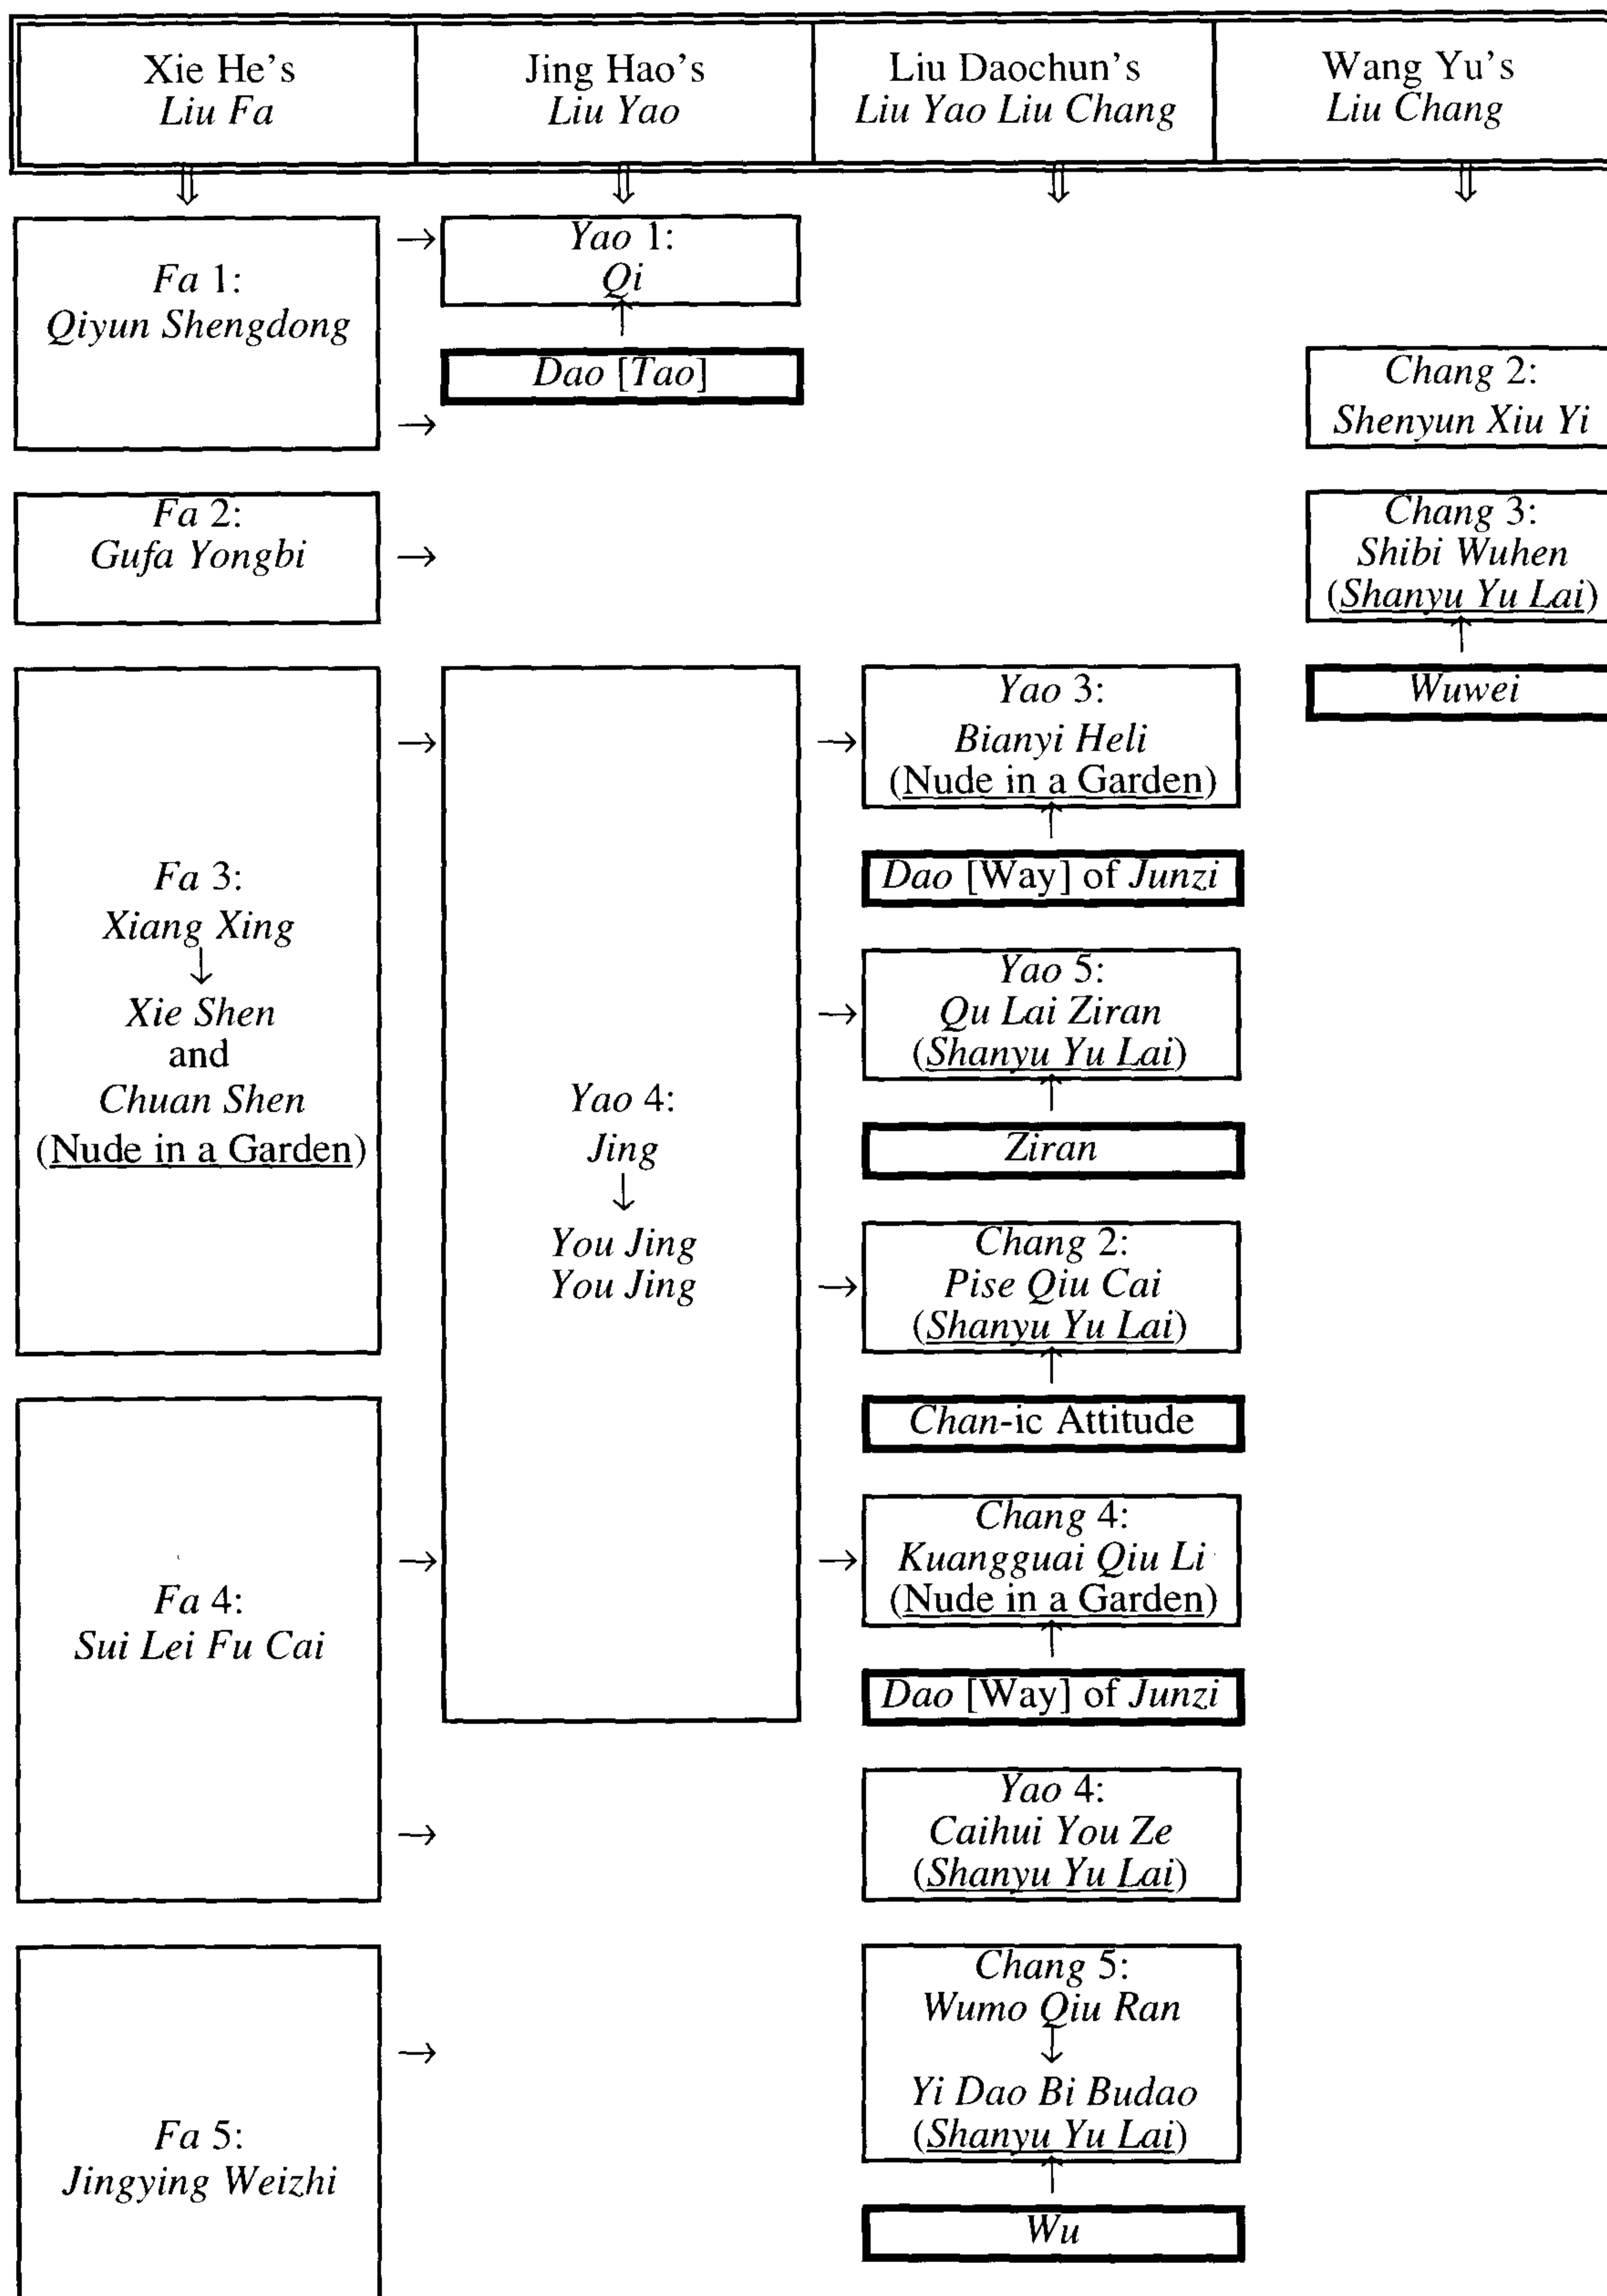 Xie He's
Liu Fa
Jing Hao's
Liu Yao
Liu Daochun's
Liu Yao Liu Chang
Wang Yu's
Liu Chang
⇓ ⇓ ⇓ ⇓
Fa 1:
Qiyun Shengdong
→
→
Yao 1:
Qi
↑
Dao [Tao]
Chang 2:
Shenyun Xiu Yi
Fa 2:
Gufa Yongbi
→
Chang 3:
Shibi Wuhen
(Shanyu Yu Lai)
↑
Wuwei
Fa 3:
Xiang Xing
↓
Xie Shen
and
Chuan Shen
(Nude in a Garden)
→
Yao 4:
Jing
↓
You Jing
You Jing
→
Yao 3:
Bianyi Heli
(Nude in a Garden)
↑
Dao [Way] of Junzi
→
Yao 5:
Qu Lai Ziran
(Shanyu Yu Lai)
↑
Ziran
→
Chang 2:
Pise Qiu Cai
(Shanyu Yu Lai)
↑
Chan-ic Attitude
Fa 4:
Sui Lei Fu Cai
→
→
Chang 4:
Kuangguai Qiu Li
(Nude in a Garden)
↑
Dao [Way] of Junzi
→
Yao 4:
Caihui You Ze
(Shanyu Yu Lai)
Fa 5:
Jingying Weizhi
→
Chang 5:
Wumo Qiu Ran
↓
Yi Dao Bi Budao
(Shanyu Yu Lai)
↑
Wu